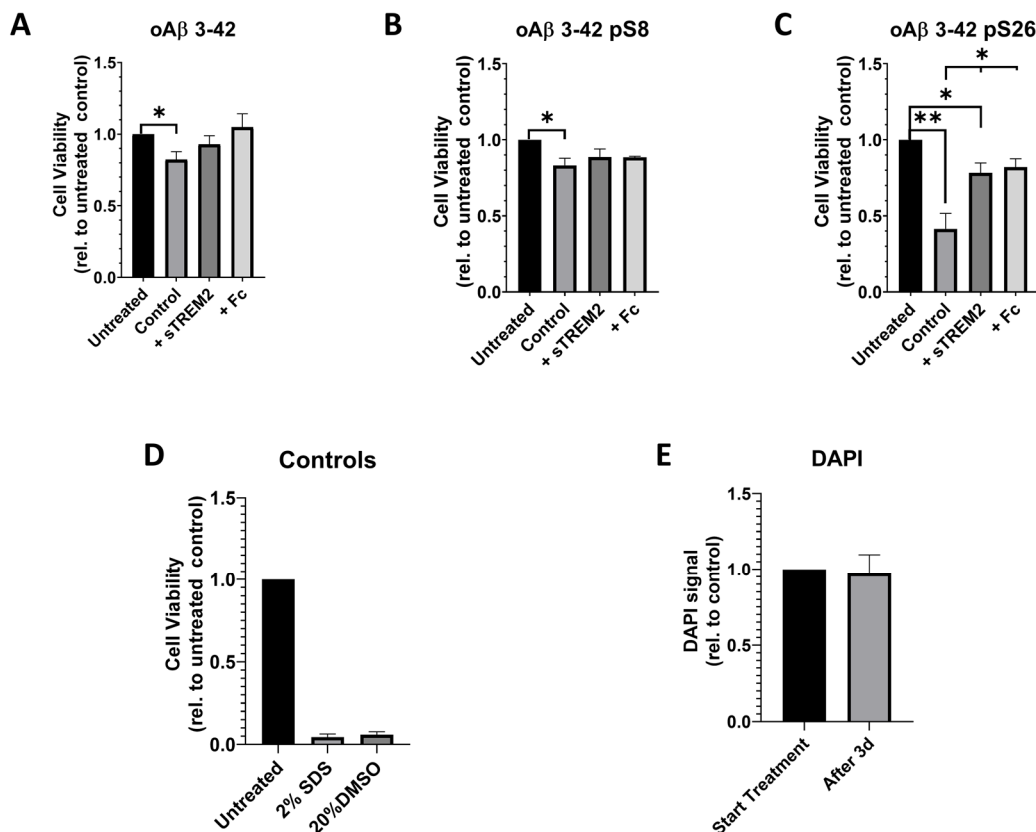 A
oAβ 3-42
Cell Viability
(rel. to untreated control)
1.5
1.0
0.5
0.0
*
Untreated
Control
+ sTREM2
+ Fc
B
oAβ 3-42 pS8
Cell Viability
(rel. to untreated control)
1.5
1.0
0.5
0.0
*
Untreated
Control
+ sTREM2
+ Fc
C
oAβ 3-42 pS26
Cell Viability
(rel. to untreated control)
1.5
1.0
0.5
0.0
*
*
**
Untreated
Control
+ sTREM2
+ Fc
D
Controls
Cell Viability
(rel. to untreated control)
1.5
1.0
0.5
0.0
Untreated
2% SDS
20%DMSO
E
DAPI
DAPI signal
(rel. to control)
1.5
1.0
0.5
0.0
Start Treatment
After 3d